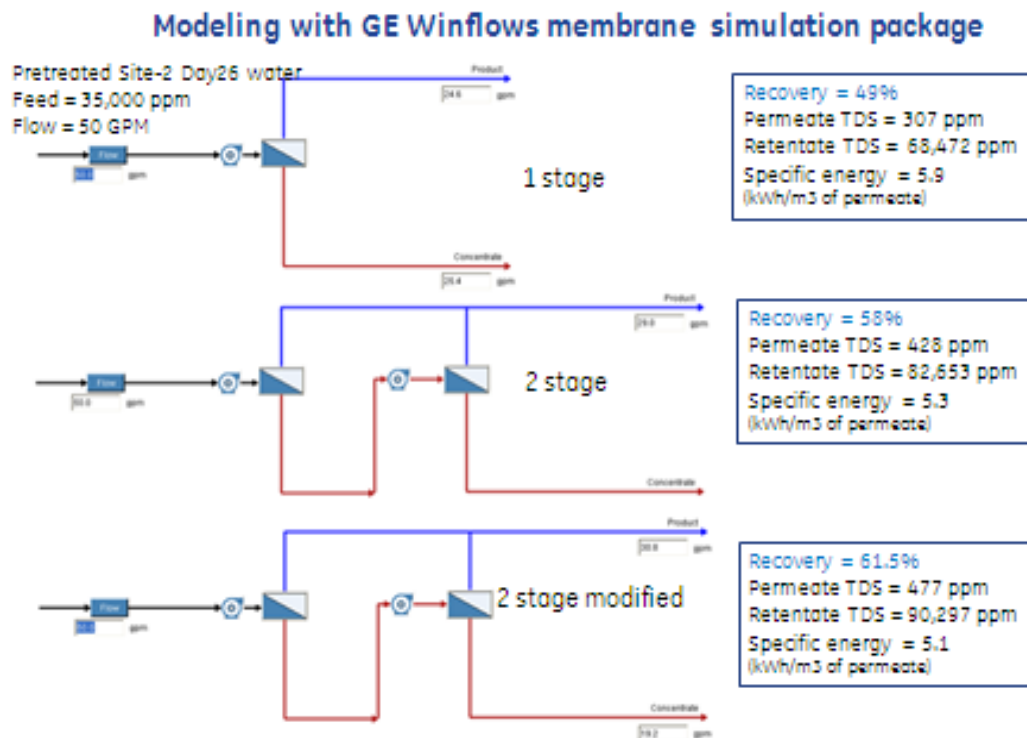 Modeling with GE Winflows membrane simulation package
Pretreated Site-2 Day26 water
Feed = 35,000 ppm
Flow = 50 GPM
Flow
gpm
Product
24.6 gpm
1 stage
Concentrate
25.4 gpm
Recovery = 49%
Permeate TDS = 307 ppm
Retentate TDS = 68,472 ppm
Specific energy = 5.9
(kWh/m3 of permeate)
Flow
50.0 gpm
Product
29.0 gpm
2 stage
Concentrate
Recovery = 58%
Permeate TDS = 428 ppm
Retentate TDS = 82,653 ppm
Specific energy = 5.3
(kWh/m3 of permeate)
Flow
gpm
Product
30.8 gpm
2 stage modified
Concentrate
19.2 gpm
Recovery = 61.5%
Permeate TDS = 477 ppm
Retentate TDS = 90,297 ppm
Specific energy = 5.1
(kWh/m3 of permeate)